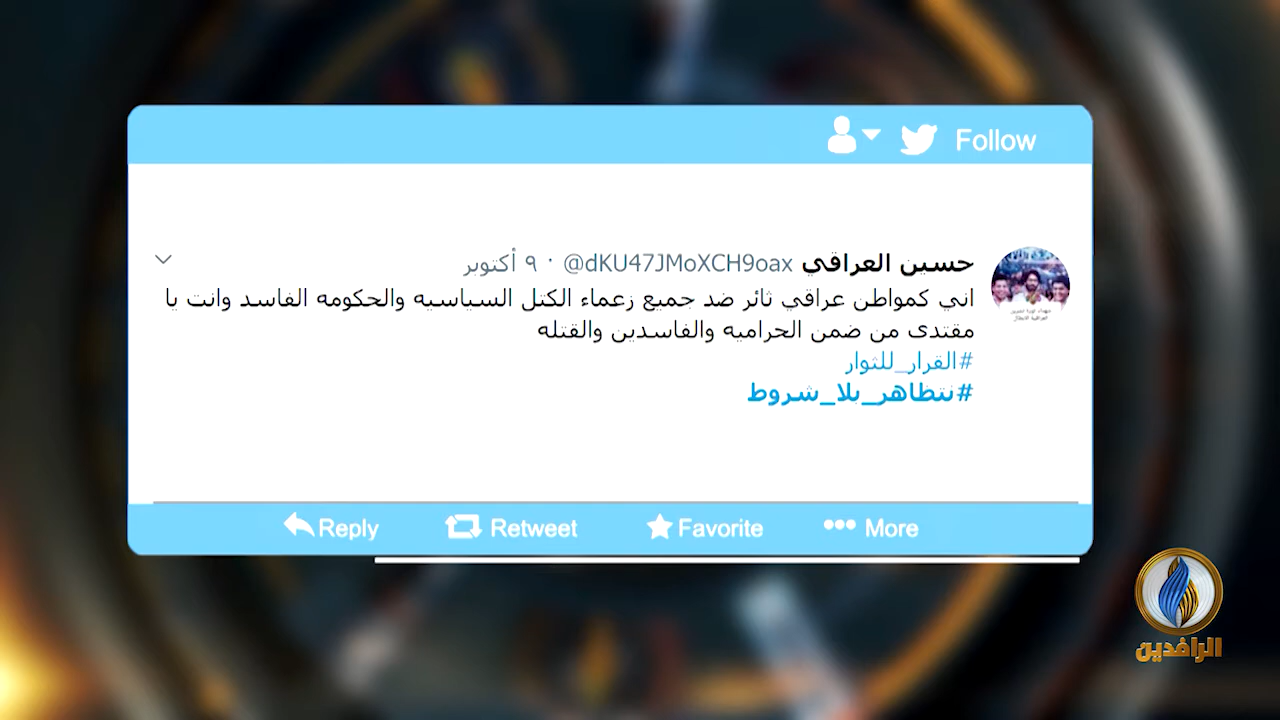 Follow
حسين العراقي @dKU47JMoXCH9oax · ٩ أكتوبر
اني كمواطن عراقي ثائر ضد جميع زعماء الكتل السياسيه والحكومه الفاسد وانت يا
مقتدى من ضمن الحراميه والفاسدين والقتله
#القرار_للثوار
#نتظاهر_بلا_شروط
Reply Retweet Favorite More
الرافدين